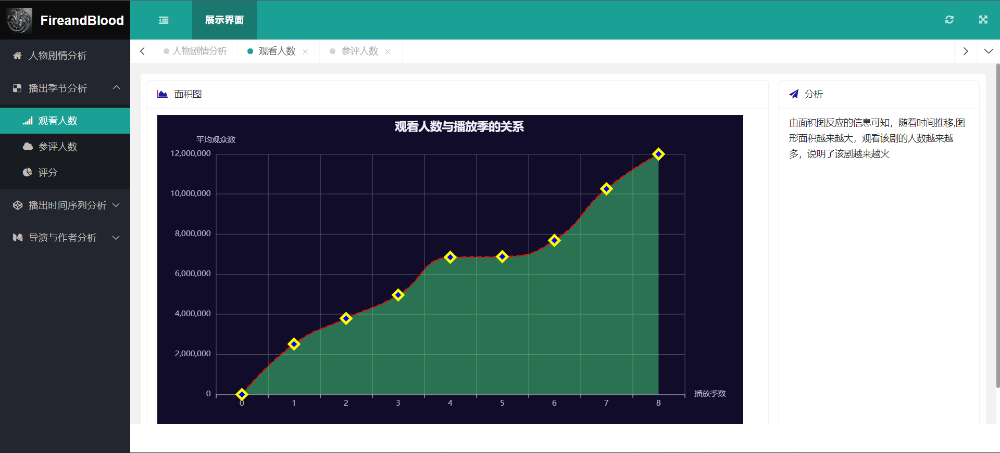 FireandBlood
展示界面
人物剧情分析
播出季节分析
观看人数
参评人数
评分
播出时间序列分析
导演与作者分析
人物剧情分析
观看人数
参评人数
面积图
观看人数与播放季的关系
平均观众数
12,000,000
10,000,000
8,000,000
6,000,000
4,000,000
2,000,000
0
0 1 2 3 4 5 6 7 8
播放季数
分析
由面积图反应的信息可知，随着时间推移,图
形面积越来越大，观看该剧的人数越来越
多，说明了该剧越来越火